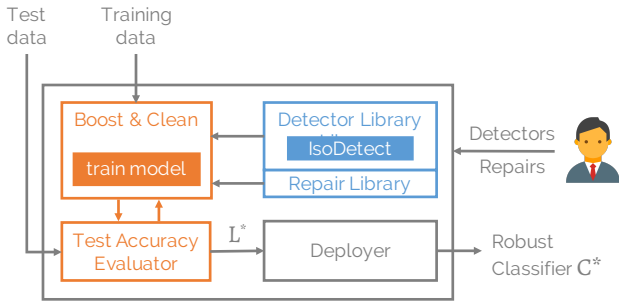 Test
data
Training
data
Boost & Clean
train model
Detector Library
IsoDetect
Repair Library
Detectors
Repairs
Test Accuracy
Evaluator
L*
Deployer
Robust
Classifier C*